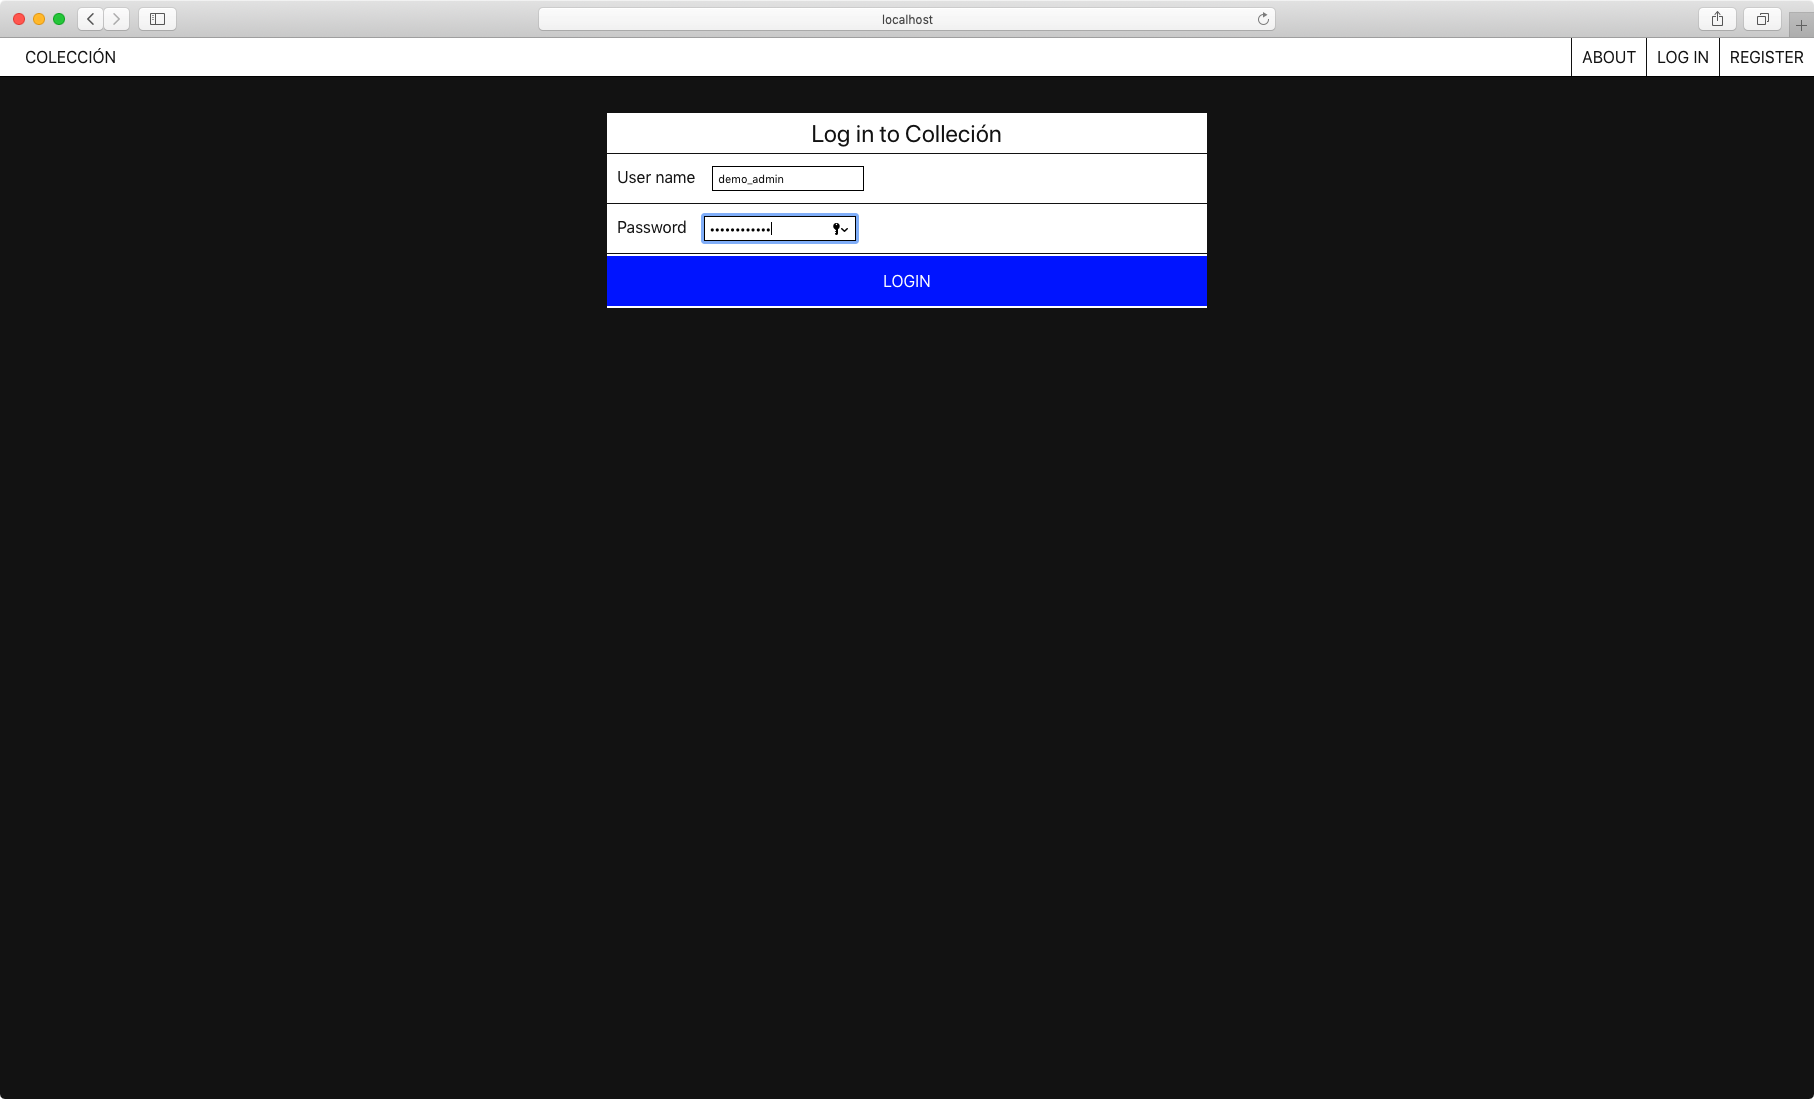 localhost
COLECCIÓN ABOUT LOG IN REGISTER
Log in to Colleción
User name demo_admin
Password ••••••••••••
LOGIN